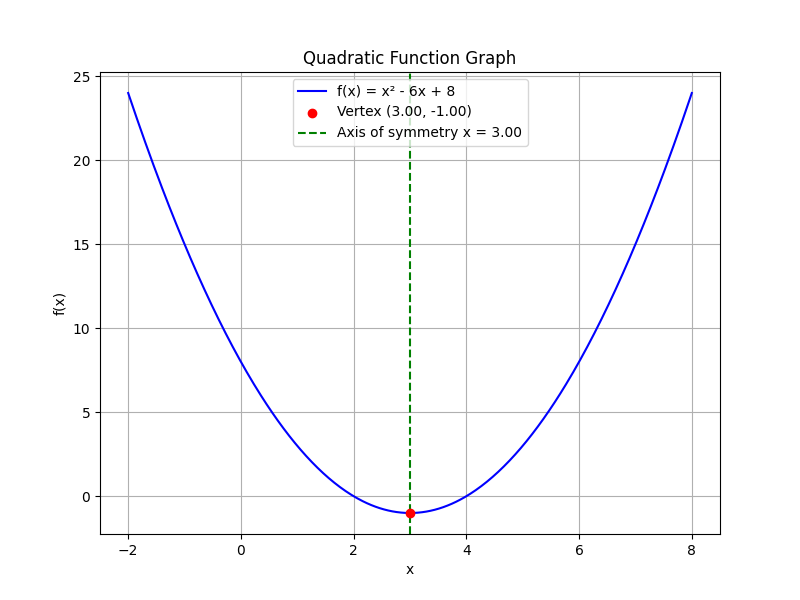 Quadratic Function Graph
f(x) = x² - 6x + 8
Vertex (3.00, -1.00)
Axis of symmetry x = 3.00
25
20
15
10
5
0
f(x)
−2 0 2 4 6 8
x